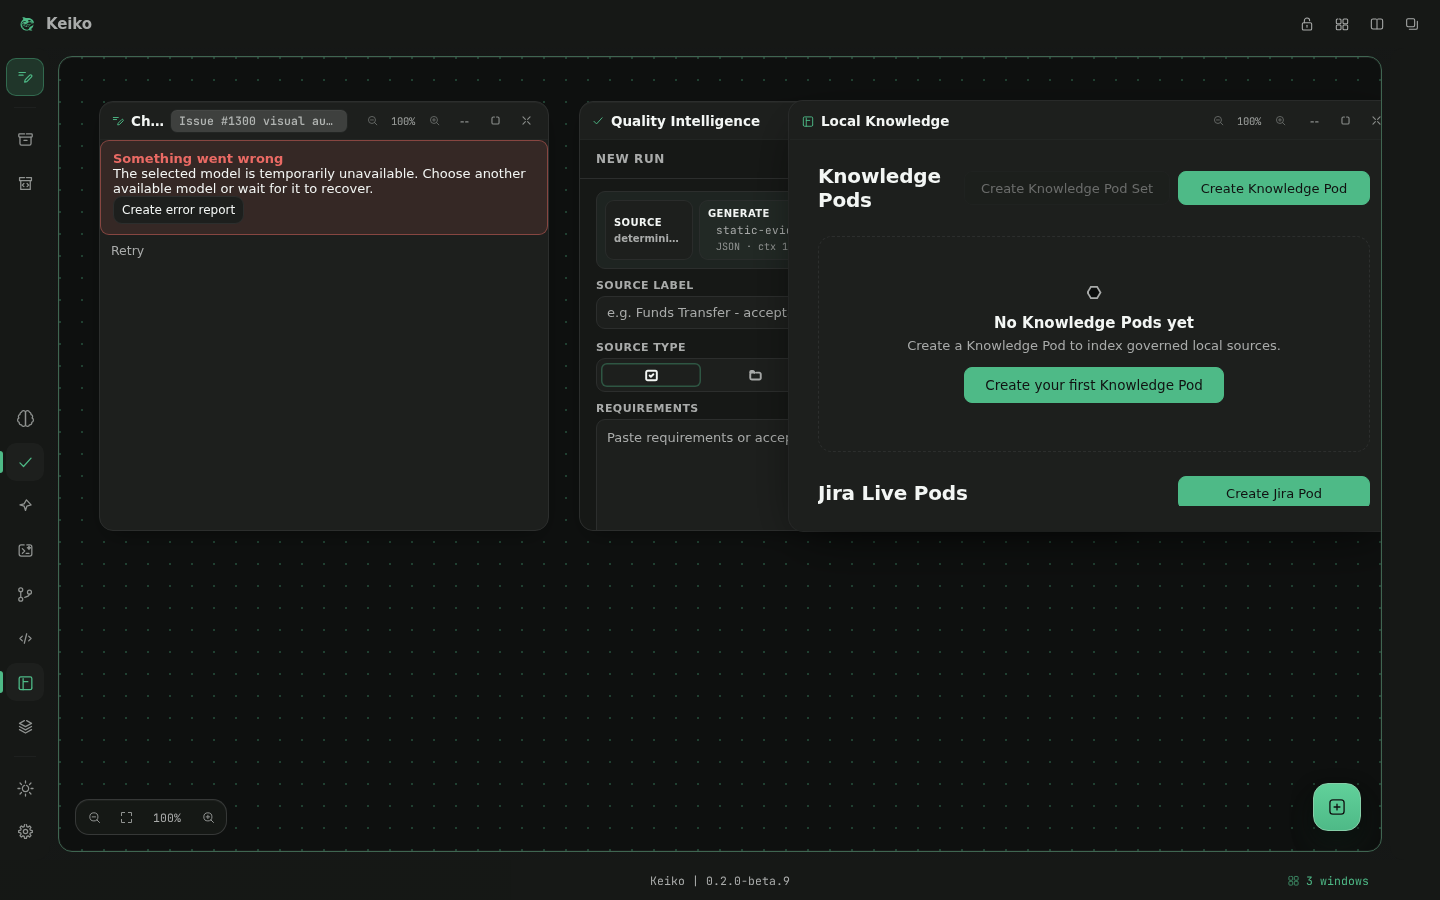 Keiko
Ch... Issue #1300 visual au... 100% --
Something went wrong
The selected model is temporarily unavailable. Choose another
available model or wait for it to recover.
Create error report
Retry
Quality Intelligence
NEW RUN
SOURCE
determini...
GENERATE
static-evi
JSON · ctx 1
SOURCE LABEL
e.g. Funds Transfer - accept
SOURCE TYPE
REQUIREMENTS
Paste requirements or accep
Local Knowledge 100% --
Knowledge
Pods
Create Knowledge Pod Set
Create Knowledge Pod
No Knowledge Pods yet
Create a Knowledge Pod to index governed local sources.
Create your first Knowledge Pod
Jira Live Pods
Create Jira Pod
100%
Keiko | 0.2.0-beta.9
3 windows